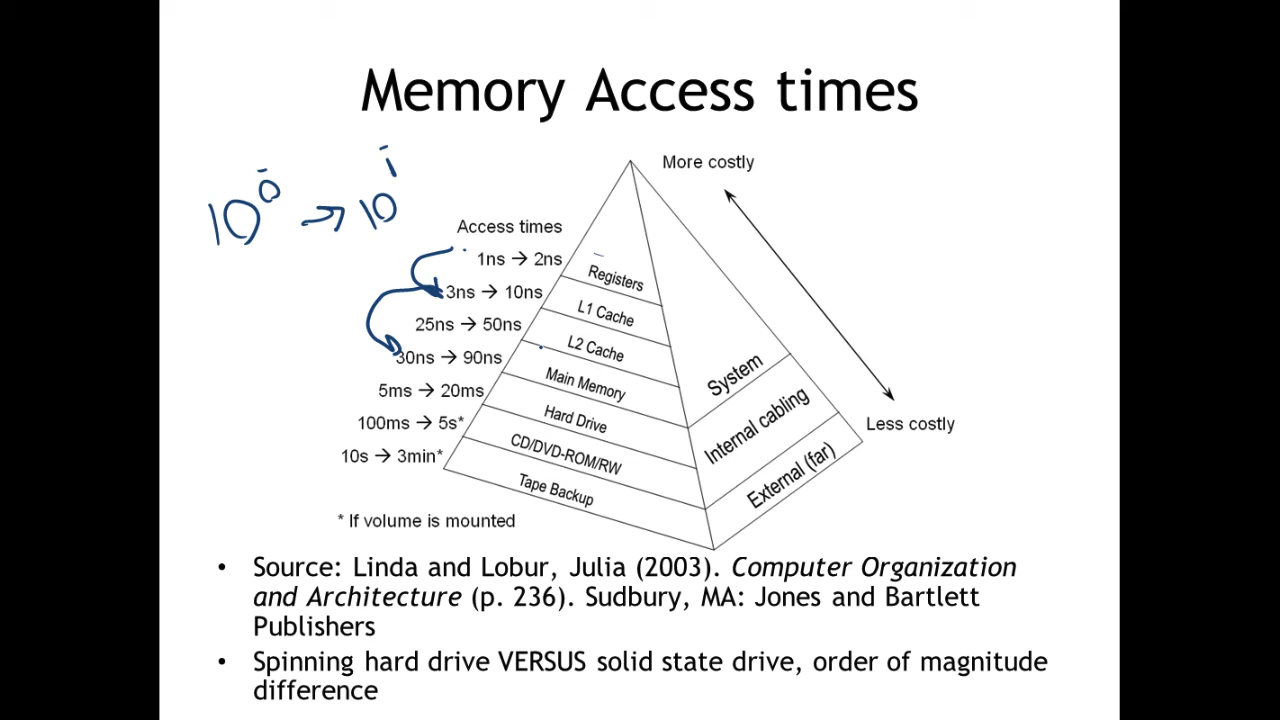 Memory Access times
10⁰ → 10¹
More costly
Access times
1ns → 2ns
Registers
3ns → 10ns
L1 Cache
25ns → 50ns
L2 Cache
30ns → 90ns
Main Memory
System
5ms → 20ms
Hard Drive
Internal cabling
100ms → 5s*
CD/DVD-ROM/RW
Less costly
10s → 3min*
Tape Backup
External (far)
* If volume is mounted
• Source: Linda and Lobur, Julia (2003). Computer Organization
and Architecture (p. 236). Sudbury, MA: Jones and Bartlett
Publishers
• Spinning hard drive VERSUS solid state drive, order of magnitude
difference